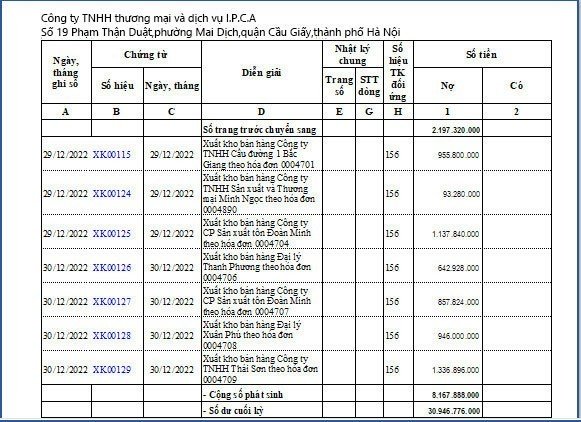 Công ty TNHH thương mại và dịch vụ I.P.C.A
Số 19 Phạm Thận Duật,phường Mai Dịch,quận Cầu Giấy,thành phố Hà Nội
Ngày, tháng ghi sổ Chứng từ Diễn giải Nhật ký chung Số hiệu TK đối ứng Số tiền
Số hiệu Ngày, tháng Trang số STT dòng Nợ Có
A B C D E G H 1 2
Số trang trước chuyển sang 2.197.320.000
29/12/2022 XK00115 29/12/2022 Xuất kho bán hàng Công ty
TNHH Cầu đường 1 Bắc
Giang theo hóa đơn 0004701 156 955.800.000
29/12/2022 XK00124 29/12/2022 Xuất kho bán hàng Công ty
TNHH Sản xuất và Thương
mại Minh Ngọc theo hóa đơn
0004890 156 93.280.000
29/12/2022 XK00125 29/12/2022 Xuất kho bán hàng Công ty
CP Sản xuất tôn Đoàn Minh
theo hóa đơn 0004704 156 1.137.840.000
30/12/2022 XK00126 30/12/2022 Xuất kho bán hàng Đại lý
Thanh Phương theo hóa đơn
0004706 156 642.928.000
30/12/2022 XK00127 30/12/2022 Xuất kho bán hàng Công ty
CP Sản xuất tôn Đoàn Minh
theo hóa đơn 0004707 156 857.824.000
30/12/2022 XK00128 30/12/2022 Xuất kho bán hàng Đại lý
Xuân Phú theo hóa đơn
0004708 156 946.000.000
30/12/2022 XK00129 30/12/2022 Xuất kho bán hàng Công ty
TNHH Thái Sơn theo hóa đơn
0004709 156 1.336.896.000
- Cộng số phát sinh 8.167.888.000
- Số dư cuối kỳ 30.946.776.000